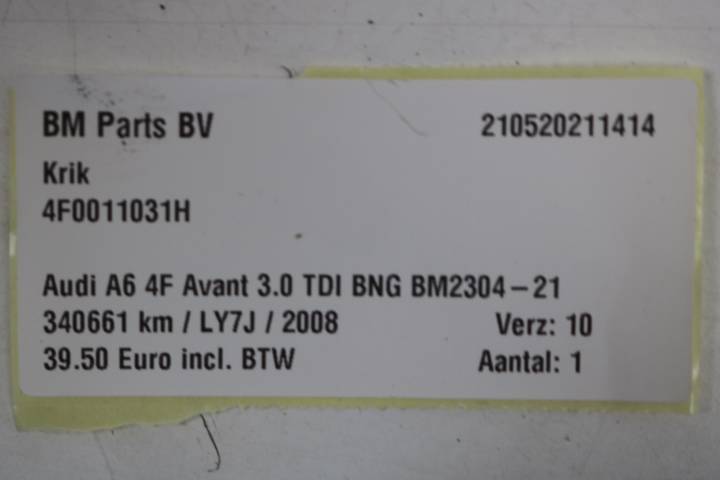 BM Parts BV 210520211414
Krik
4F0011031H
Audi A6 4F Avant 3.0 TDI BNG BM2304-21
340661 km / LY7J / 2008 Verz: 10
39.50 Euro incl. BTW Aantal: 1